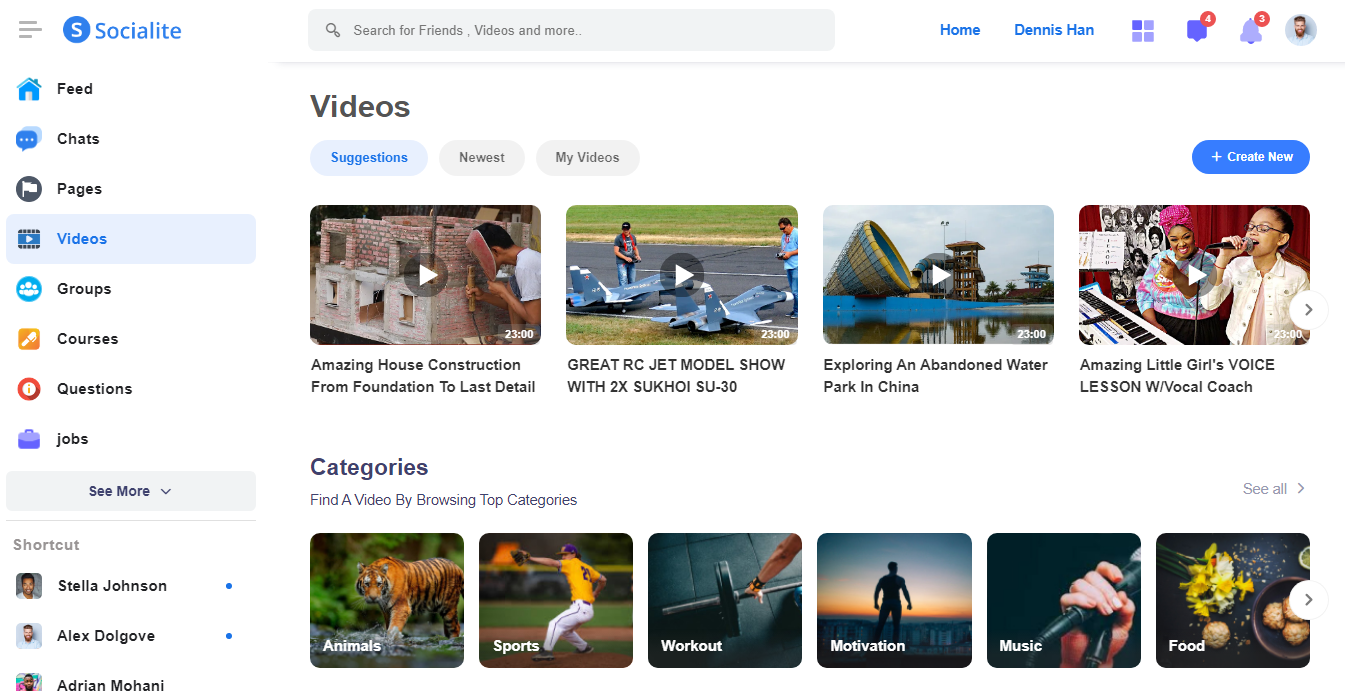 S Socialite
Search for Friends , Videos and more..
Home
Dennis Han
4
3
Feed
Chats
Pages
Videos
Groups
Courses
Questions
jobs
See More
Shortcut
Stella Johnson
Alex Dolgove
Adrian Mohani
Videos
Suggestions
Newest
My Videos
+ Create New
23:00
23:00
23:00
23:00
Amazing House Construction
From Foundation To Last Detail
GREAT RC JET MODEL SHOW
WITH 2X SUKHOI SU-30
Exploring An Abandoned Water
Park In China
Amazing Little Girl's VOICE
LESSON W/Vocal Coach
Categories
Find A Video By Browsing Top Categories
See all
Animals
Sports
Workout
Motivation
Music
Food